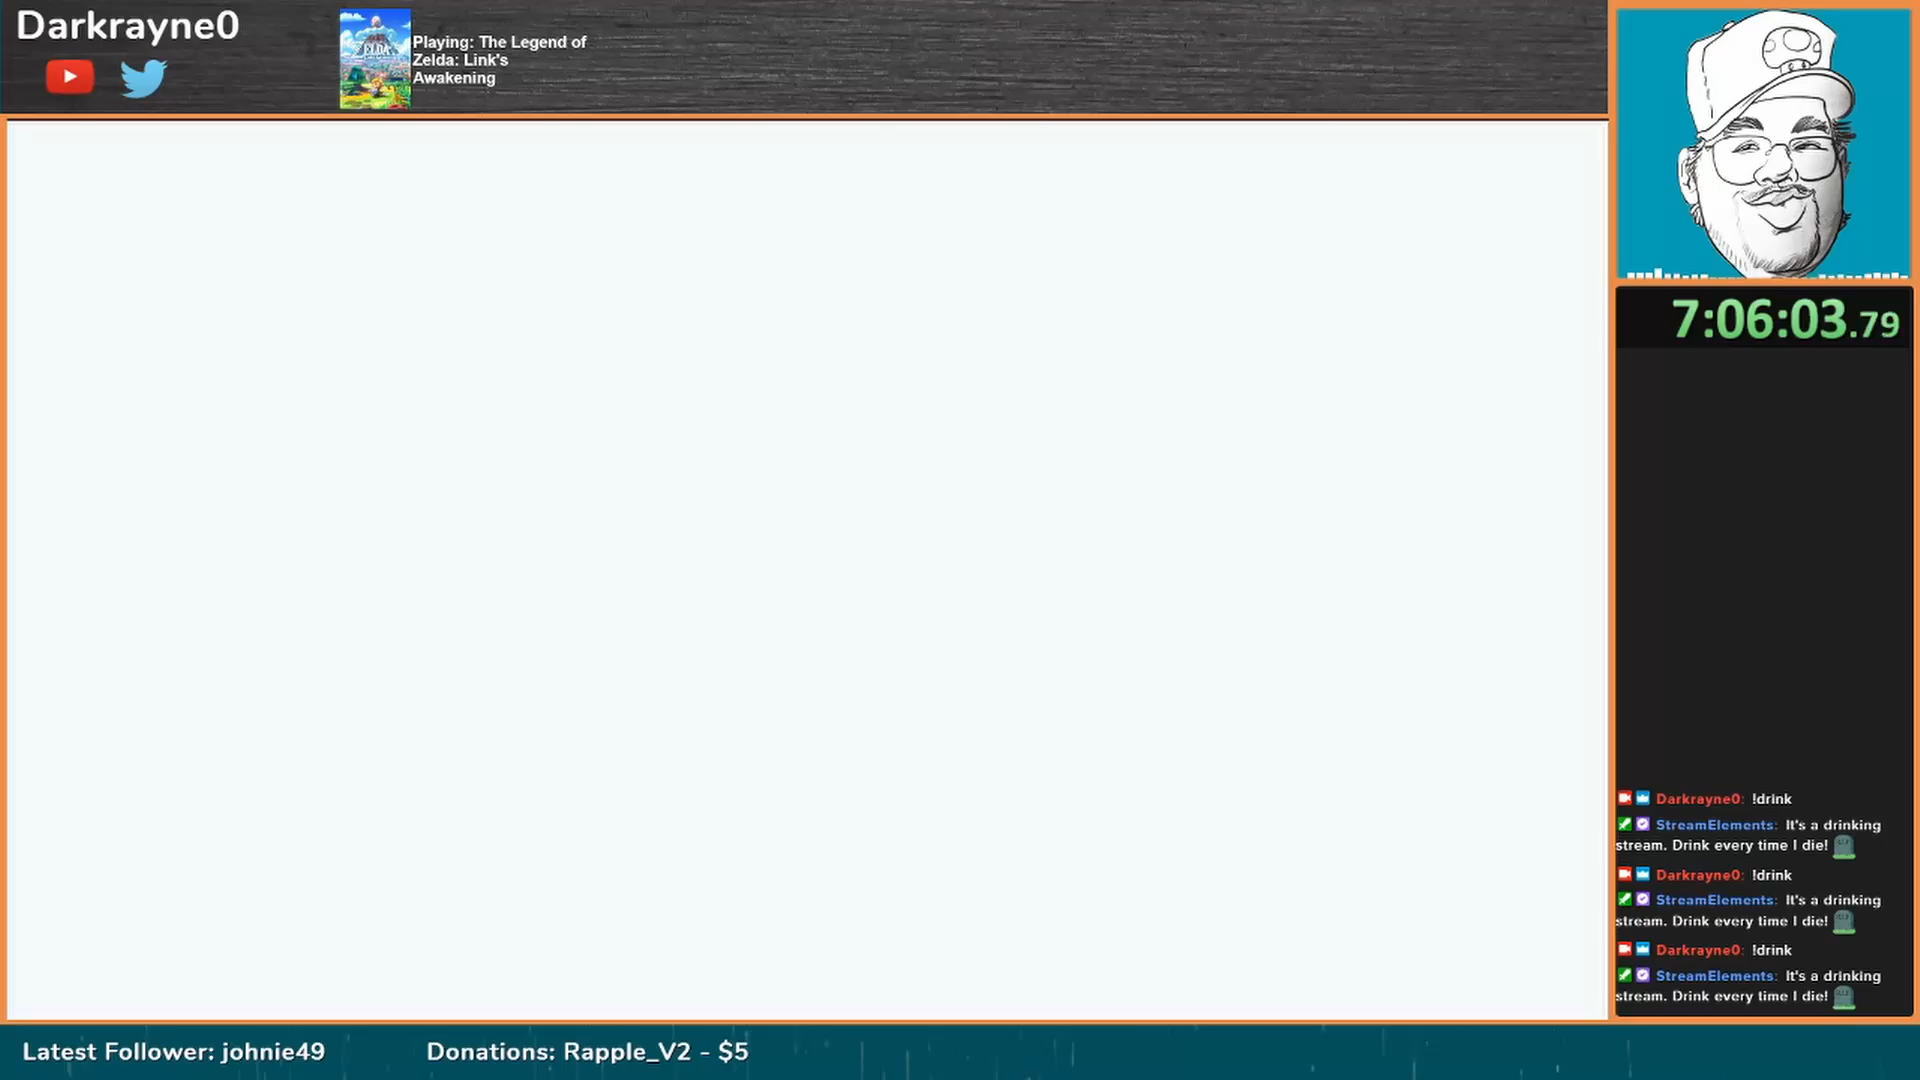 Darkrayne0
Playing: The Legend of
Zelda: Link's
Awakening
7:06:03.79
Darkrayne0: !drink
StreamElements: It's a drinking
stream. Drink every time I die!
Darkrayne0: !drink
StreamElements: It's a drinking
stream. Drink every time I die!
Darkrayne0: !drink
StreamElements: It's a drinking
stream. Drink every time I die!
Latest Follower: johnie49
Donations: Rapple_V2 - $5